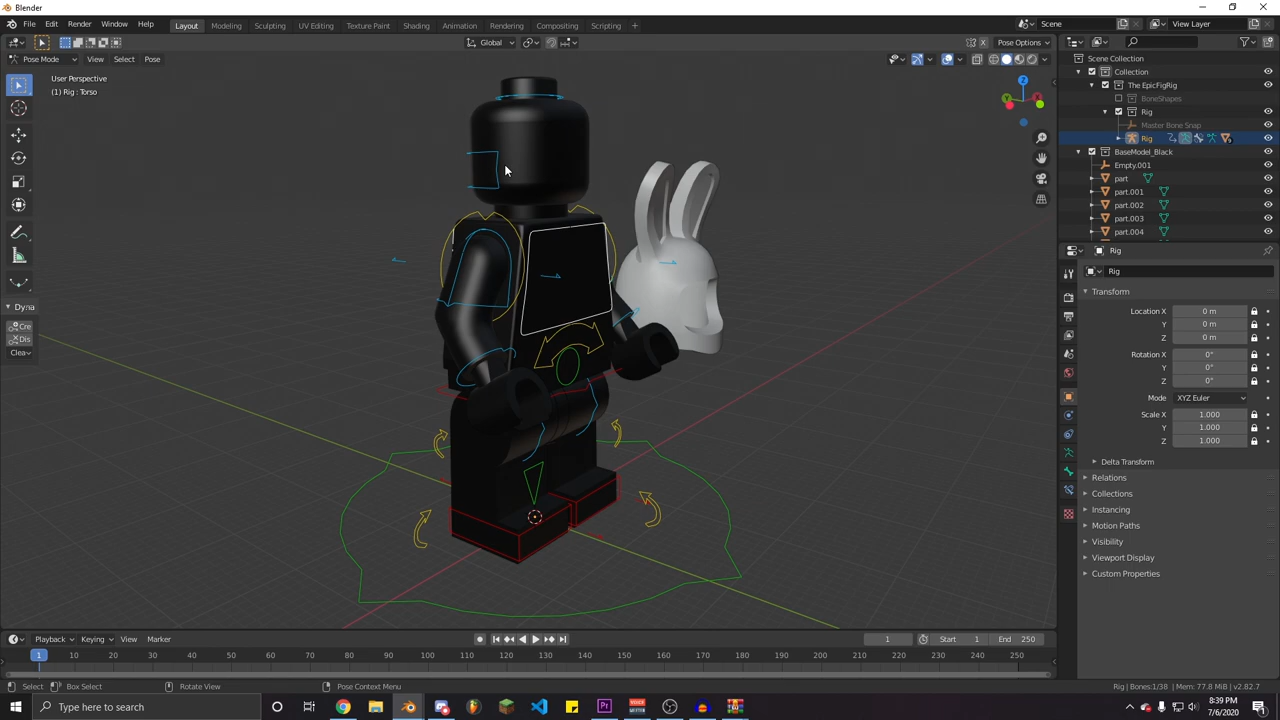 Blender
File Edit Render Window Help
Layout Modeling Sculpting UV Editing Texture Paint Shading Animation Rendering Compositing Scripting +
Scene View Layer
Global Pose Options
Pose Mode View Select Pose
User Perspective
(1) Rig : Torso
Z
X
Y
Dyna
Cre
Dis
Clea
Scene Collection
Collection
The EpicFigRig
BoneShapes
Rig
Master Bone Snap
Rig
BaseModel_Black
Empty.001
part
part.001
part.002
part.003
part.004
Rig
Rig
Transform
Location X 0 m
Y 0 m
Z 0 m
Rotation X 0°
Y 0°
Z 0°
Mode XYZ Euler
Scale X 1.000
Y 1.000
Z 1.000
Delta Transform
Relations
Collections
Instancing
Motion Paths
Visibility
Viewport Display
Custom Properties
Playback Keying View Marker 1 Start 1 End 250
1 10 20 30 40 50 60 70 80 90 100 110 120 130 140 150 160 170 180 190 200 210 220 230 240 250
Select Box Select Rotate View Pose Context Menu Rig | Bones:1/38 | Mem: 77.8 MiB | v2.82.7
Type here to search
Pr
8:39 PM
7/6/2020